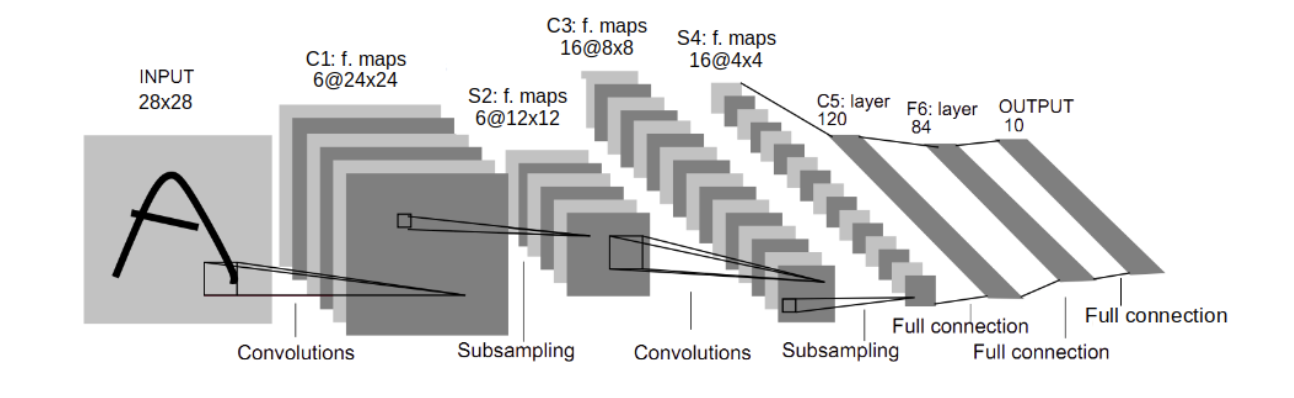 INPUT
28x28
C1: f. maps
6@24x24
S2: f. maps
6@12x12
C3: f. maps
16@8x8
S4: f. maps
16@4x4
C5: layer
120
F6: layer
84
OUTPUT
10
A
Convolutions
Subsampling
Convolutions
Subsampling
Full connection
Full connection
Full connection